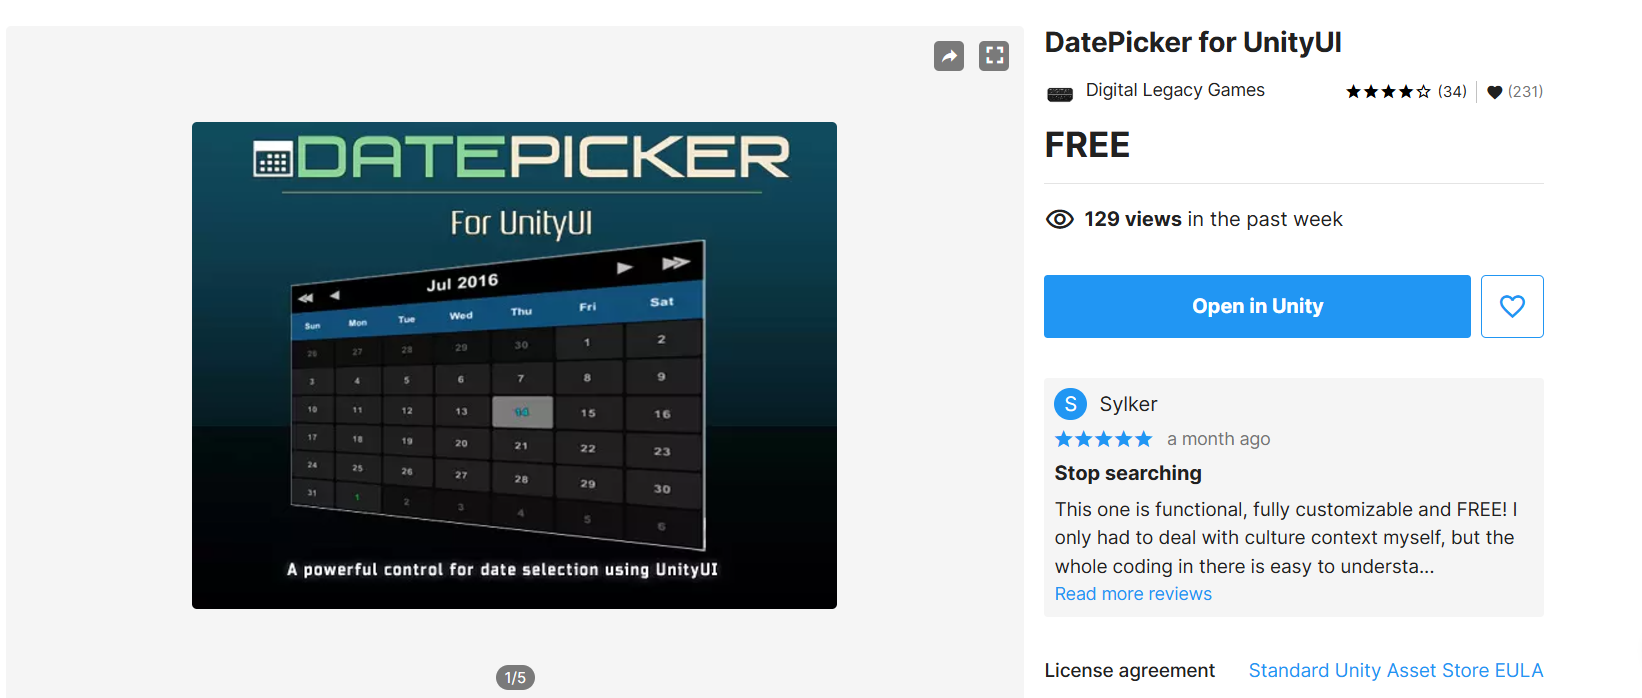 DATEPICKER
For UnityUI
Jul 2016
Sun Mon Tue Wed Thu Fri Sat
26 27 28 29 30 1 2
3 4 5 6 7 8 9
10 11 12 13 14 15 16
17 18 19 20 21 22 23
24 25 26 27 28 29 30
31 1 2 3 4 5 6
A powerful control for date selection using UnityUI
1/5
DatePicker for UnityUI
Digital Legacy Games (34) (231)
FREE
129 views in the past week
Open in Unity
S Sylker
a month ago
Stop searching
This one is functional, fully customizable and FREE! I
only had to deal with culture context myself, but the
whole coding in there is easy to understa...
Read more reviews
License agreement Standard Unity Asset Store EULA